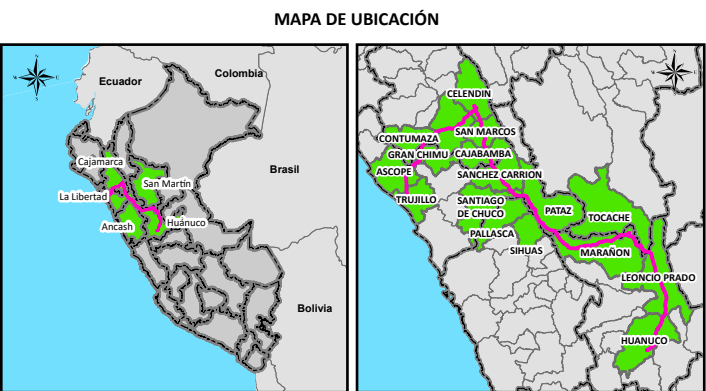 MAPA DE UBICACIÓN
Ecuador
Colombia
Cajamarca
San Martín
Brasil
La Libertad
Ancash
Huánuco
Bolivia
CELENDIN
CONTUMAZA
SAN MARCOS
GRAN CHIMU
CAJABAMBA
ASCOPE
SANCHEZ CARRION
TRUJILLO
SANTIAGO
DE CHUCO
PATAZ
TOCACHE
PALLASCA
SIHUAS
MARAÑON
LEONCIO PRADO
HUANUCO